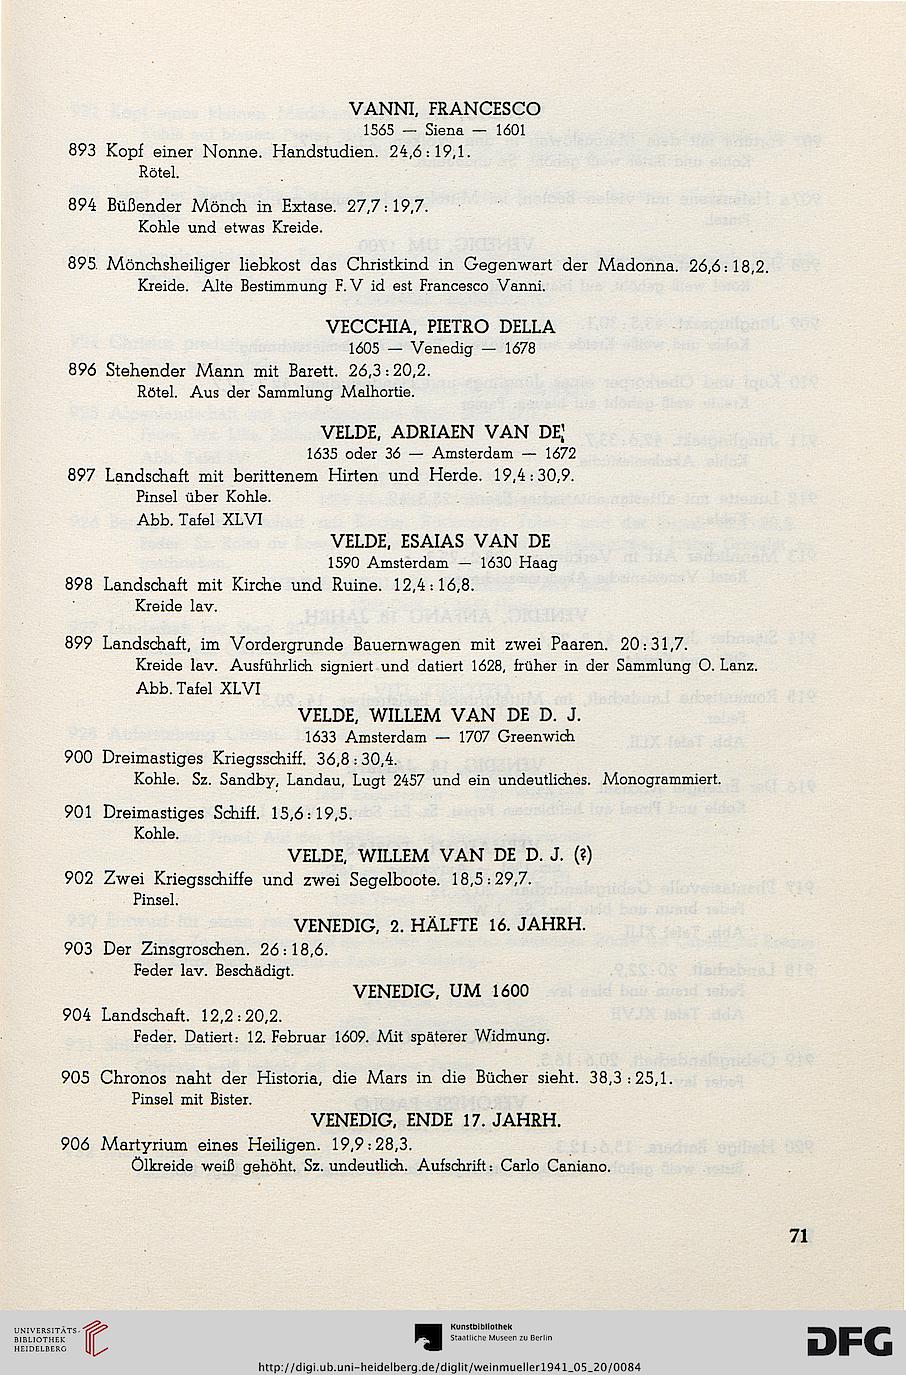 VANNI, FRANCESCO
1565 — Siena — 1601
893 Kopf einer Nonne. Handstudien. 24,6 : 19,1.
Rötel.
894 Büßender Mönch in Extase. 27,7 : 19,7.
Kohle und etwas Kreide.
895 Mönchsheiliger liebkost das Christkind in Gegenwart der Madonna. 26,6 : 18,2.
Kreide. Alte Bestimmung F. V id est Francesco Vanni.
VECCHIA, PIETRO DELLA
1605 — Venedig — 1678
896 Stehender Mann mit Barett. 26,3 : 20,2.
Rötel. Aus der Sammlung Malhortie.
VELDE, ADRIAEN VAN DE
1635 oder 36 — Amsterdam — 1672
897 Landschaft mit berittenem Hirten und Herde. 19,4 : 30,9.
Pinsel über Kohle.
Abb. Tafel XLVI
VELDE, ESAIAS VAN DE
1590 Amsterdam — 1630 Haag
898 Landschaft mit Kirche und Ruine. 12,4 : 16,8.
Kreide lav.
899 Landschaft, im Vordergrunde Bauernwagen mit zwei Paaren. 20 : 31,7.
Kreide lav. Ausführlich signiert und datiert 1628, früher in der Sammlung O. Lanz.
Abb. Tafel XLVI
VELDE, WILLEM VAN DE D. J.
1633 Amsterdam — 1707 Greenwich
900 Dreimastiges Kriegsschiff. 36,8 : 30,4.
Kohle. Sz. Sandby, Landau, Lugt 2457 und ein undeutliches. Monogrammiert.
901 Dreimastiges Schiff. 15,6 : 19,5.
Kohle.
VELDE, WILLEM VAN DE D. J. (?)
902 Zwei Kriegsschiffe und zwei Segelboote. 18,5 : 29,7.
Pinsel.
VENEDIG, 2. HÄLFTE 16. JAHRH.
903 Der Zinsgroschen. 26 : 18,6.
Feder lav. Beschädigt.
VENEDIG, UM 1600
904 Landschaft. 12,2 : 20,2.
Feder. Datiert: 12. Februar 1609. Mit späterer Widmung.
905 Chronos naht der Historia, die Mars in die Bücher sieht. 38,3 : 25,1.
Pinsel mit Bister.
VENEDIG, ENDE 17. JAHRH.
906 Martyrium eines Heiligen. 19,9 : 28,3.
Ölkreide weiß gehöht. Sz. undeutlich. Aufschrift: Carlo Caniano.
71
UNIVERSITÄTS-
BIBLIOTHEK
HEIDELBERG
Kunstbibliothek
Staatliche Museen zu Berlin
DFG
http://digi.ub.uni-heidelberg.de/diglit/weinmueller1941_05_20/0084